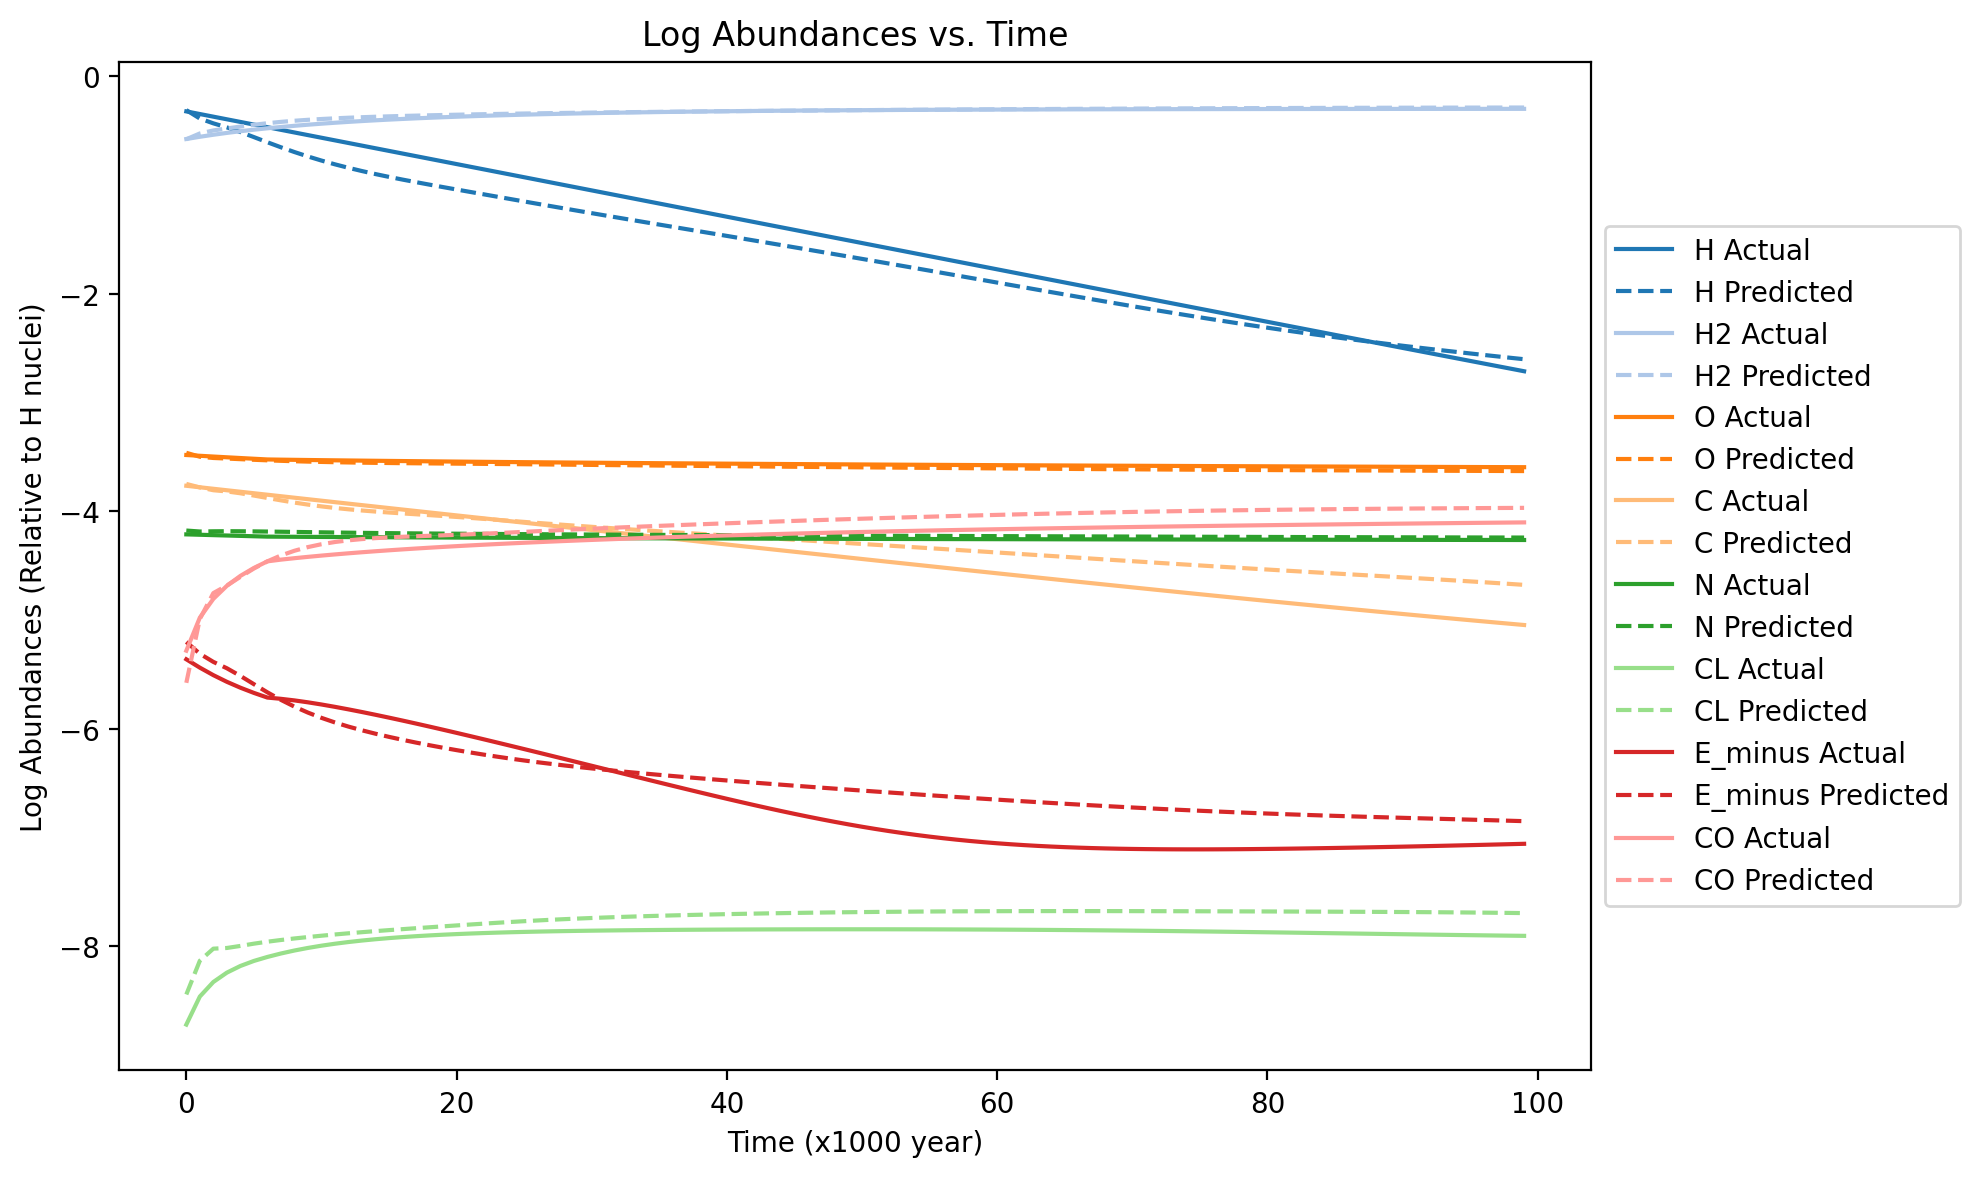 Log Abundances vs. Time
Log Abundances (Relative to H nuclei)
0
−2
−4
−6
−8
0
20
40
60
80
100
Time (x1000 year)
H Actual
H Predicted
H2 Actual
H2 Predicted
O Actual
O Predicted
C Actual
C Predicted
N Actual
N Predicted
CL Actual
CL Predicted
E_minus Actual
E_minus Predicted
CO Actual
CO Predicted